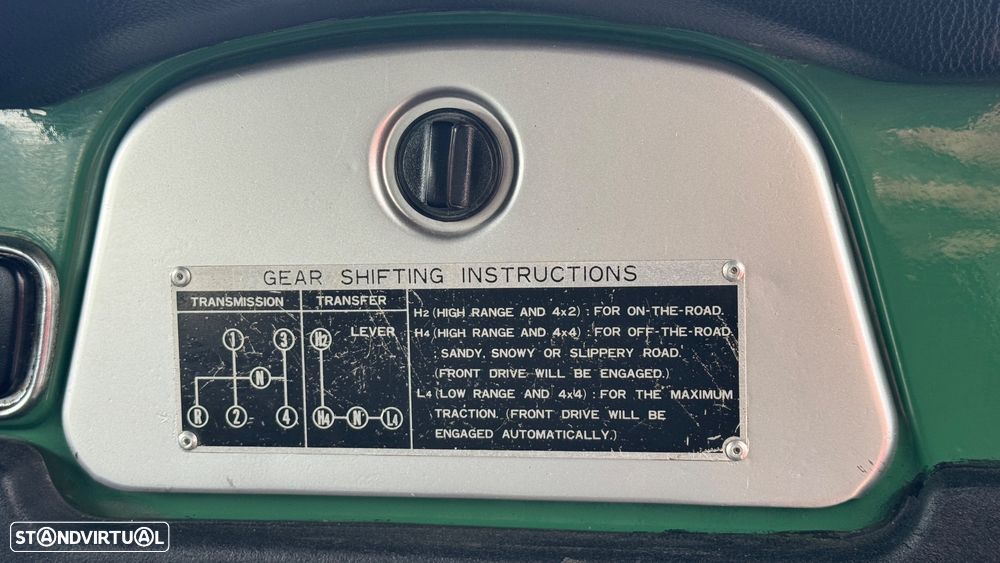 GEAR SHIFTING INSTRUCTIONS
TRANSMISSION
1 3
N
R 2 4
TRANSFER
LEVER
H2
H4 N L4
H2 (HIGH RANGE AND 4x2) : FOR ON-THE-ROAD.
H4 (HIGH RANGE AND 4x4) : FOR OFF-THE-ROAD
SANDY, SNOWY OR SLIPPERY ROAD.
(FRONT DRIVE WILL BE ENGAGED.)
L4 (LOW RANGE AND 4x4) : FOR THE MAXIMUM
TRACTION. (FRONT DRIVE WILL BE
ENGAGED AUTOMATICALLY.)
STANDVIRTUAL